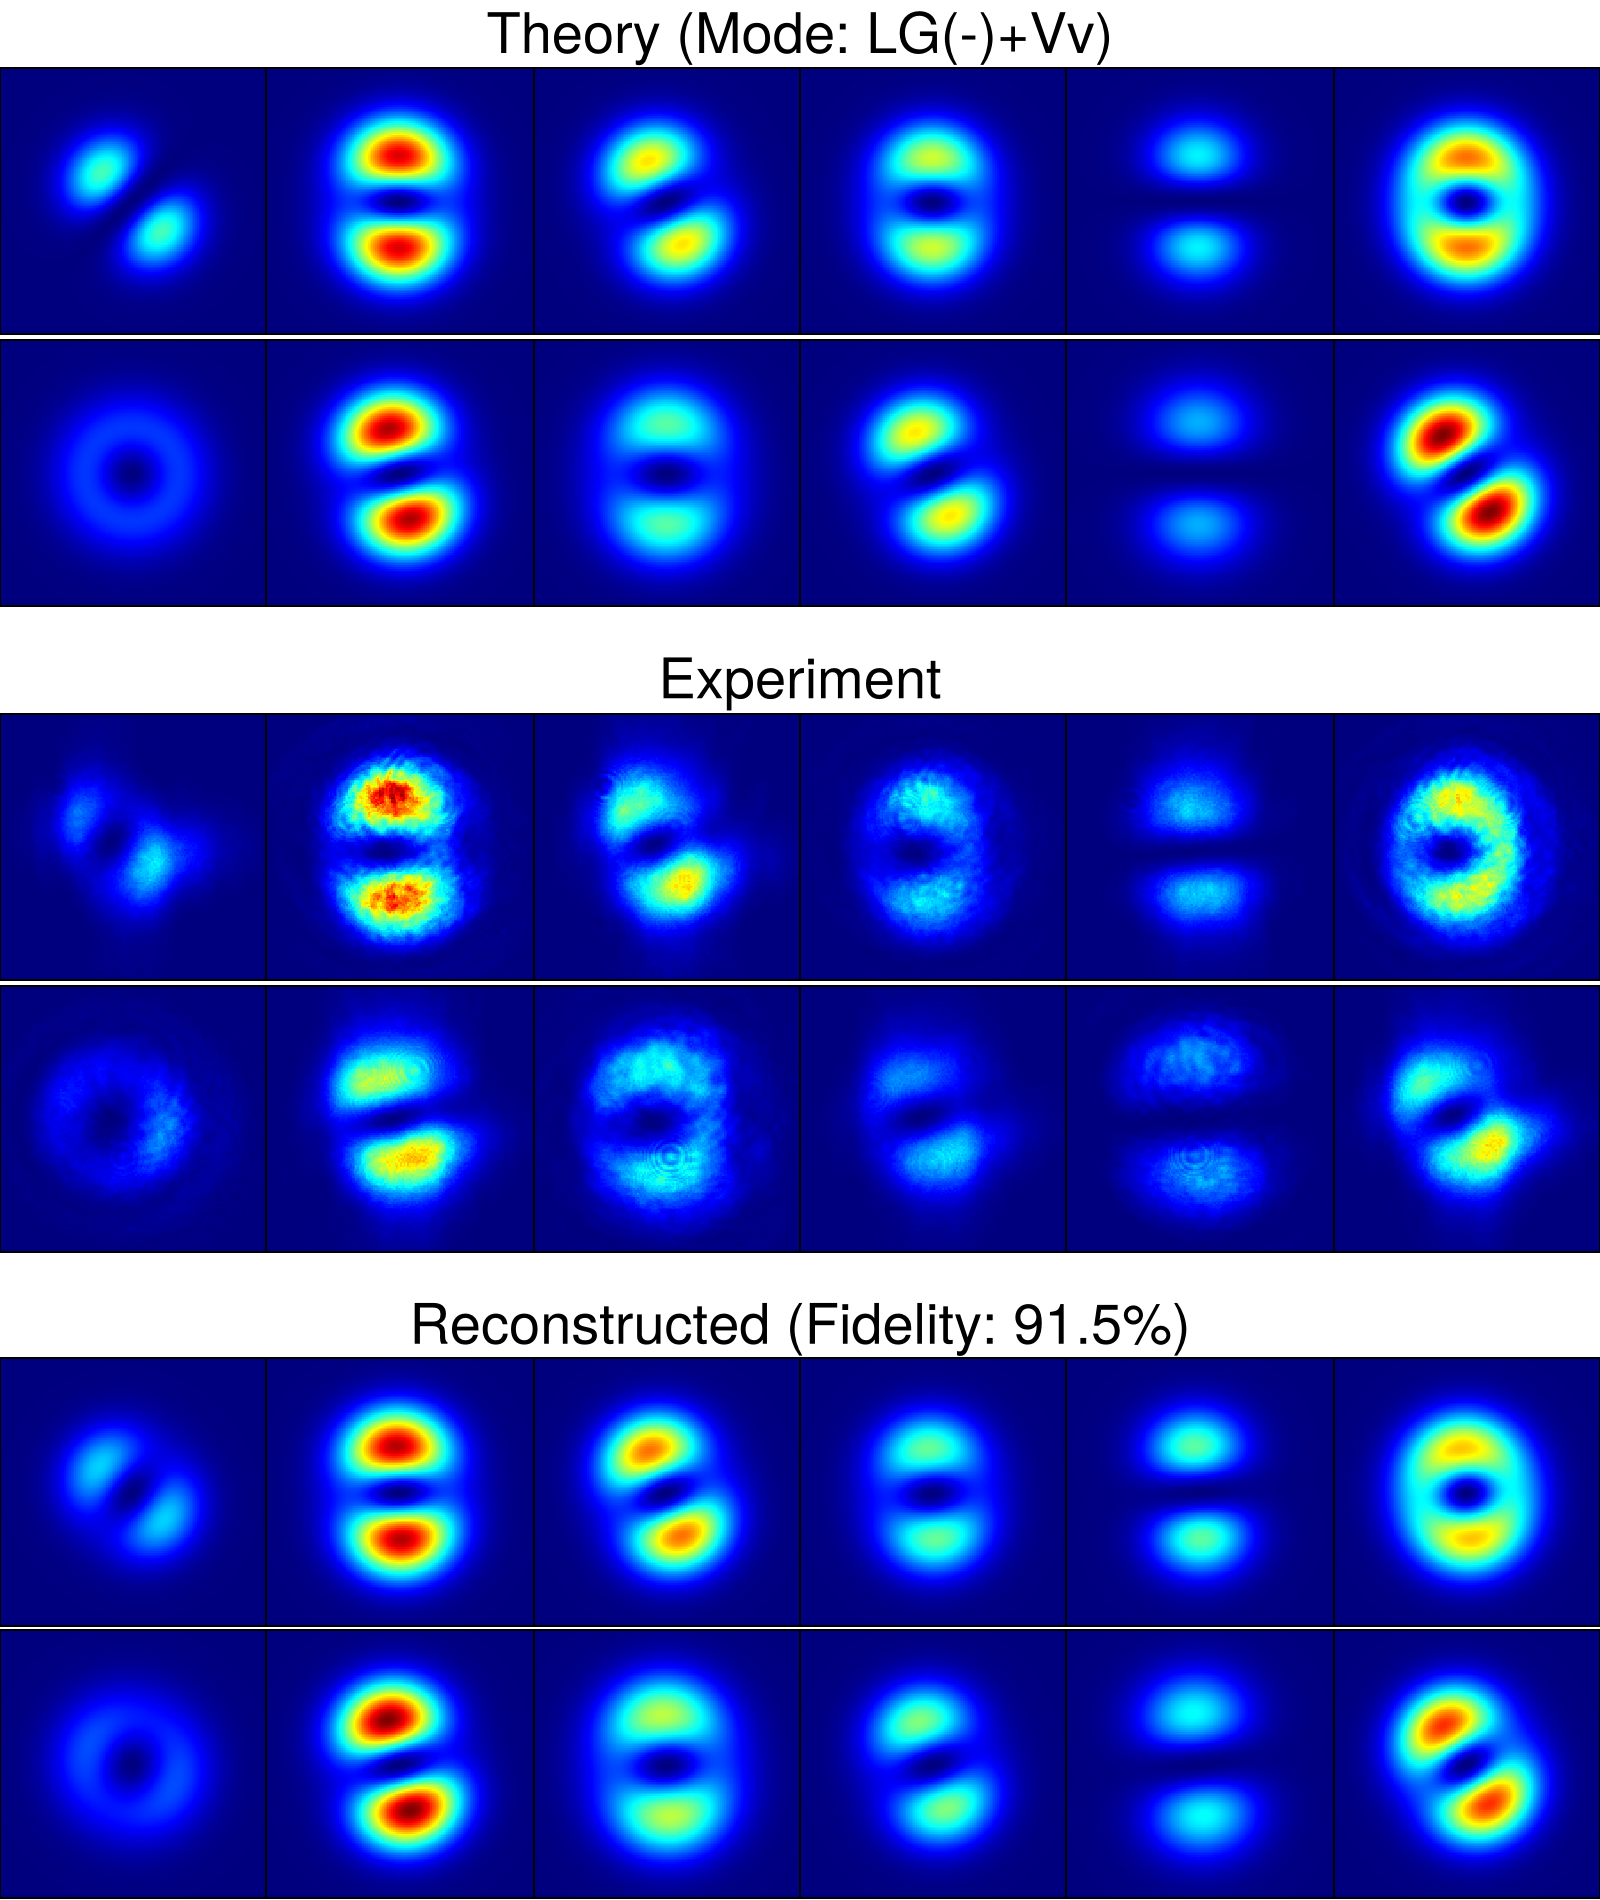 Theory (Mode: LG(-)+Vv)
Experiment
Reconstructed (Fidelity: 91.5%)